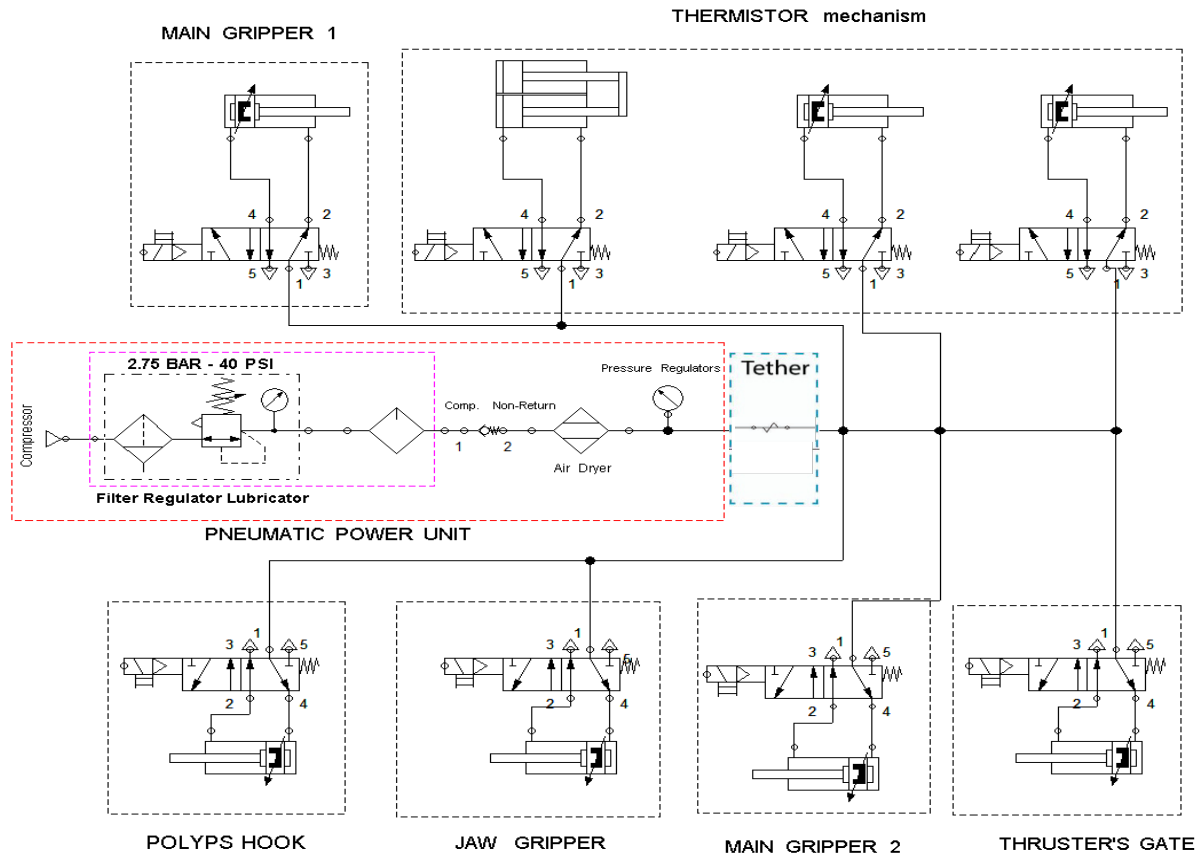 THERMISTOR mechanism
MAIN GRIPPER 1
4 2
4 2
4 2
4 2
5 1 3
5 1 3
5 1 3
5 1 3
2.75 BAR - 40 PSI
Pressure Regulators
Tether
Compressor
Comp. Non-Return
1 2
Air Dryer
Filter Regulator Lubricator
PNEUMATIC POWER UNIT
3 1 5
3 1 5
3 1 5
3 1 5
2 4
2 4
2 4
2 4
POLYPS HOOK
JAW GRIPPER
MAIN GRIPPER 2
THRUSTER'S GATE